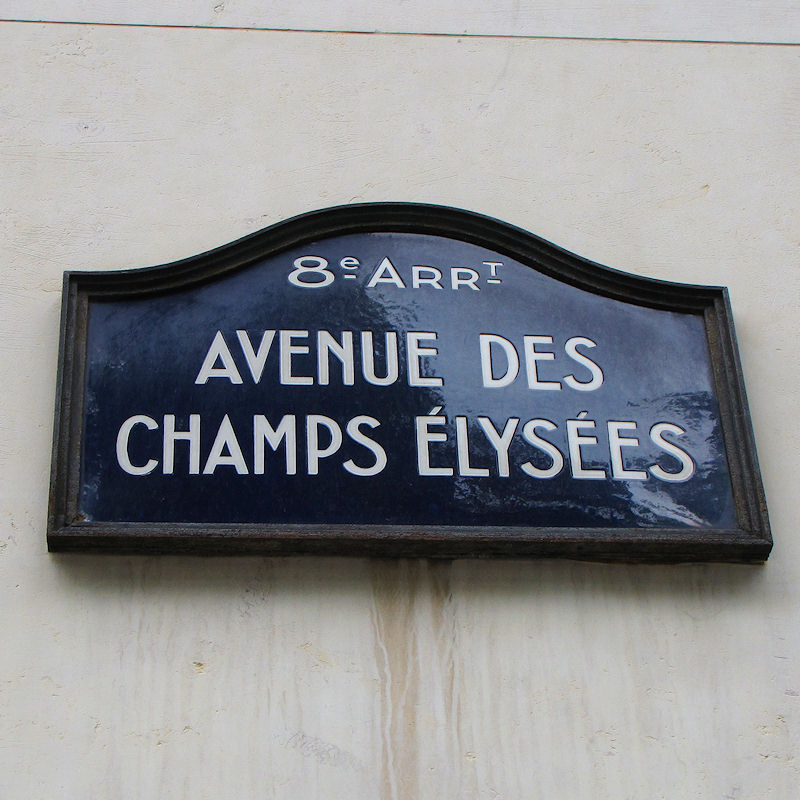 8e ARRT
AVENUE DES
CHAMPS ÉLYSÉES